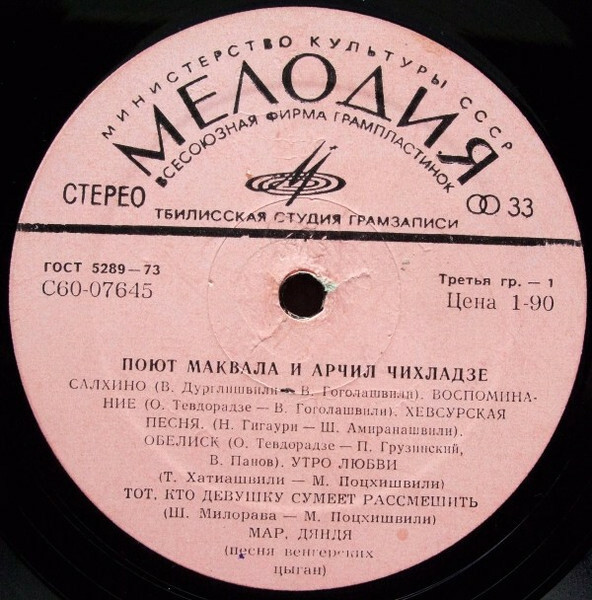 МИНИСТЕРСТВО КУЛЬТУРЫ СССР
МЕЛОДИЯ
ВСЕСОЮЗНАЯ ФИРМА ГРАМПЛАСТИНОК
СТЕРЕО
33
ТБИЛИССКАЯ СТУДИЯ ГРАМЗАПИСИ
ГОСТ 5289—73
Третья гр. — 1
С60-07645
Цена 1-90
ПОЮТ МАКВАЛА И АРЧИЛ ЧИХЛАДЗЕ
САЛХИНО (В. Дурглишвили — В. Гоголашвили). ВОСПОМИНА-
НИЕ (О. Тевдорадзе — В. Гоголашвили). ХЕВСУРСКАЯ
ПЕСНЯ. (Н. Гигаури — Ш. Амиранашвили).
ОБЕЛИСК (О. Тевдорадзе — П. Грузинский,
В. Панов). УТРО ЛЮБВИ
(Т. Хатиашвили — М. Поцхишвили)
ТОТ, КТО ДЕВУШКУ СУМЕЕТ РАССМЕШИТЬ
(Ш. Милорава — М. Поцхишвили)
МАР, ДЯНДЯ
(песня венгерских
цыган)